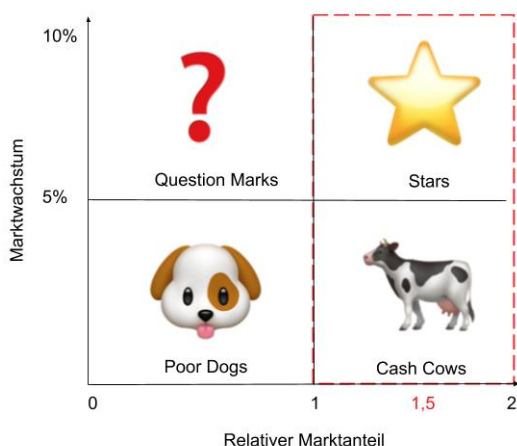 10%
Marktwachstum
Question Marks
Stars
5%
Poor Dogs
Cash Cows
0
1
1,5
2
Relativer Marktanteil